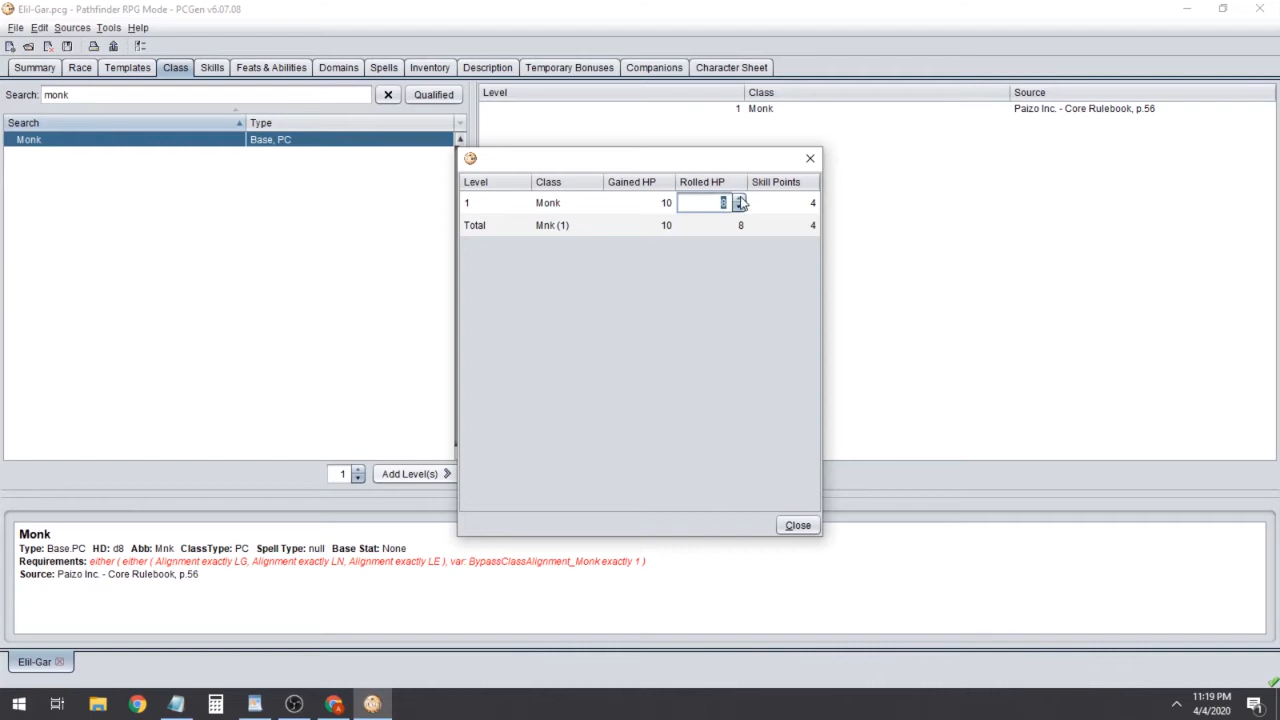 Elil-Gar.pcg - Pathfinder RPG Mode - PCGen v6.07.08
File Edit Sources Tools Help
Summary Race Templates Class Skills Feats & Abilities Domains Spells Inventory Description Temporary Bonuses Companions Character Sheet
Search: monk Qualified
Search Type
Monk Base, PC
Level Class Source
1 Monk Paizo Inc. - Core Rulebook, p.56
Level Class Gained HP Rolled HP Skill Points
1 Monk 10 8 4
Total Mnk (1) 10 8 4
Close
1 Add Level(s)
Monk
Type: Base.PC HD: d8 Abb: Mnk ClassType: PC Spell Type: null Base Stat: None
Requirements: either ( either ( Alignment exactly LG, Alignment exactly LN, Alignment exactly LE ), var: BypassClassAlignment_Monk exactly 1 )
Source: Paizo Inc. - Core Rulebook, p.56
Elil-Gar
11:19 PM
4/4/2020
1